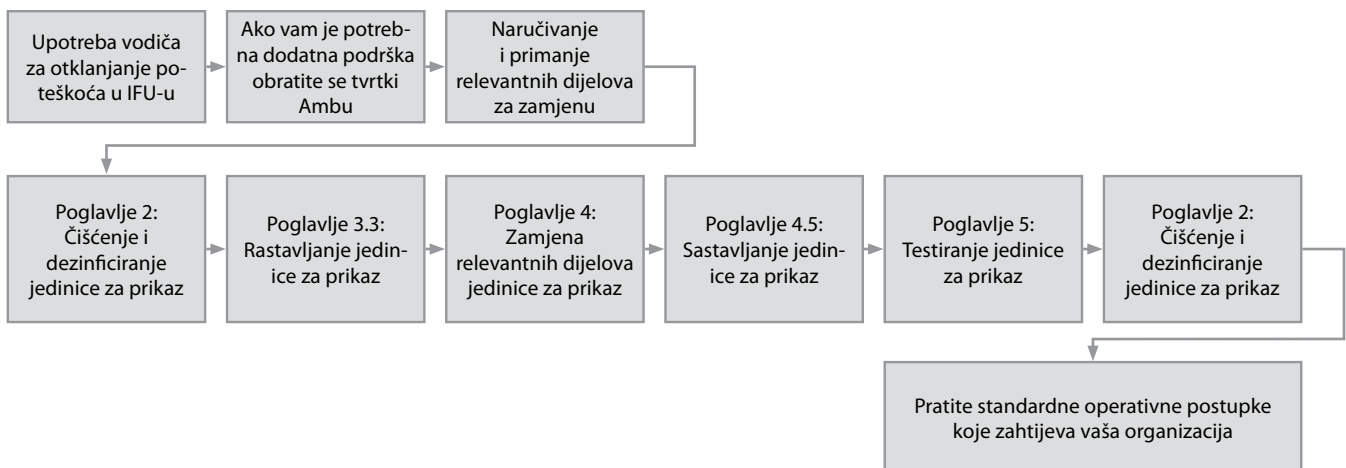 Upotreba vodiča
za otklanjanje po-
teškoća u IFU-u
Ako vam je potreb-
na dodatna podrška
obratite se tvrtki
Ambu
Naručivanje
i primanje
relevantnih dijelova
za zamjenu
Poglavlje 2:
Čišćenje i
dezinficiranje
jedinice za prikaz
Poglavlje 3.3:
Rastavljanje jedin-
ice za prikaz
Poglavlje 4:
Zamjena
relevantnih dijelova
jedinice za prikaz
Poglavlje 4.5:
Sastavljanje jedin-
ice za prikaz
Poglavlje 5:
Testiranje jedinice
za prikaz
Poglavlje 2:
Čišćenje i
dezinficiranje
jedinice za prikaz
Pratite standardne operativne postupke
koje zahtijeva vaša organizacija